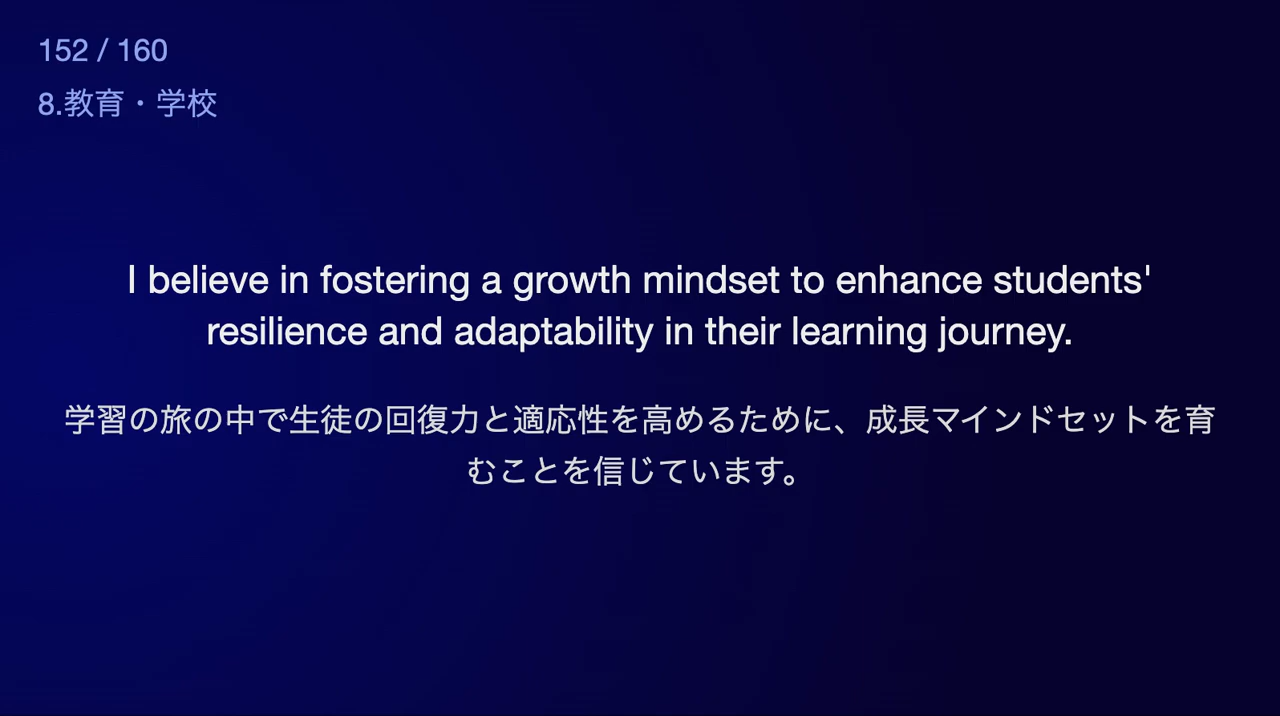 152 / 160
8.教育・学校
I believe in fostering a growth mindset to enhance students'
resilience and adaptability in their learning journey.
学習の旅の中で生徒の回復力と適応性を高めるために、成長マインドセットを育
むことを信じています。